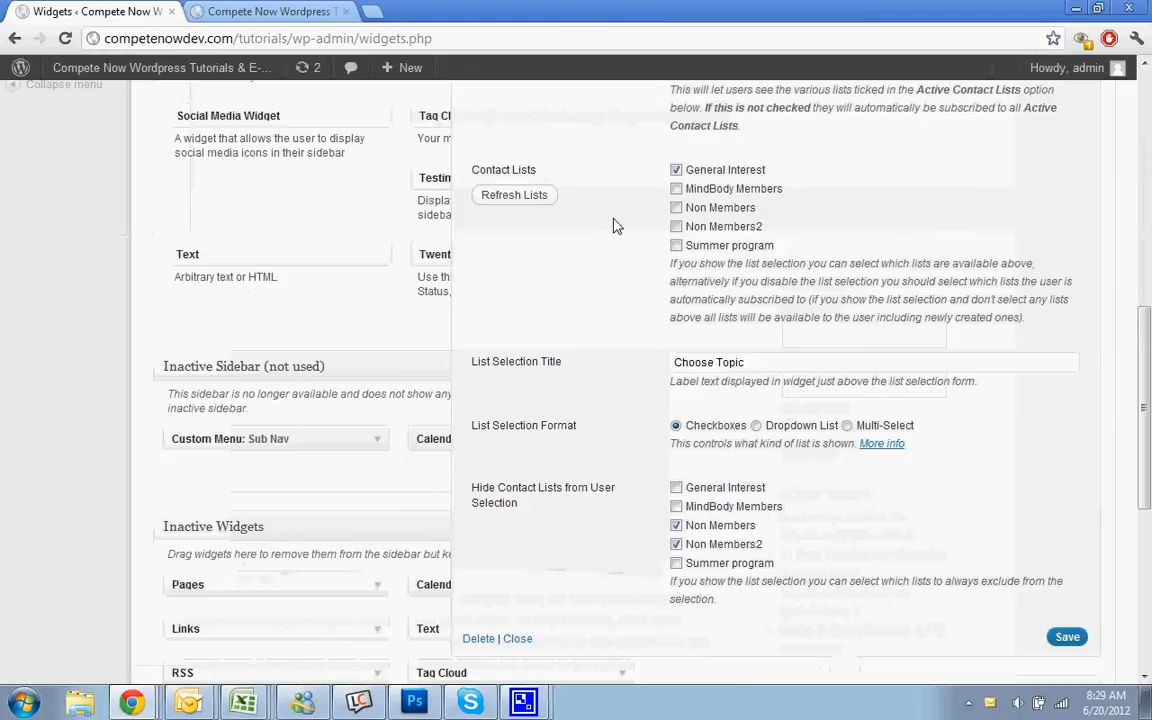 Widgets ‹ Compete Now W
Compete Now Wordpress T
competenowdev.com/tutorials/wp-admin/widgets.php
Compete Now Wordpress Tutorials & E-...
2
New
Howdy, admin
Collapse menu
This will let users see the various lists ticked in the Active Contact Lists option
below. If this is not checked they will automatically be subscribed to all Active
Contact Lists.
Social Media Widget
Tag Cl
A widget that allows the user to display
social media icons in their sidebar
Your m
Testin
Display
sideba
Text
Twent
Arbitrary text or HTML
Use th
Status,
Contact Lists
Refresh Lists
General Interest
MindBody Members
Non Members
Non Members2
Summer program
If you show the list selection you can select which lists are available above,
alternatively if you disable the list selection you should select which lists the user is
automatically subscribed to (if you show the list selection and don't select any lists
above all lists will be available to the user including newly created ones).
Inactive Sidebar (not used)
This sidebar is no longer available and does not show any
inactive sidebar.
Custom Menu: Sub Nav
Calend
List Selection Title
Choose Topic
Label text displayed in widget just above the list selection form.
List Selection Format
Checkboxes
Dropdown List
Multi-Select
This controls what kind of list is shown. More info
Hide Contact Lists from User
Selection
General Interest
MindBody Members
Non Members
Non Members2
Summer program
If you show the list selection you can select which lists to always exclude from the
selection.
Inactive Widgets
Drag widgets here to remove them from the sidebar but ke
Pages
Calend
Links
Text
RSS
Tag Cloud
Delete | Close
Save
8:29 AM
6/20/2012